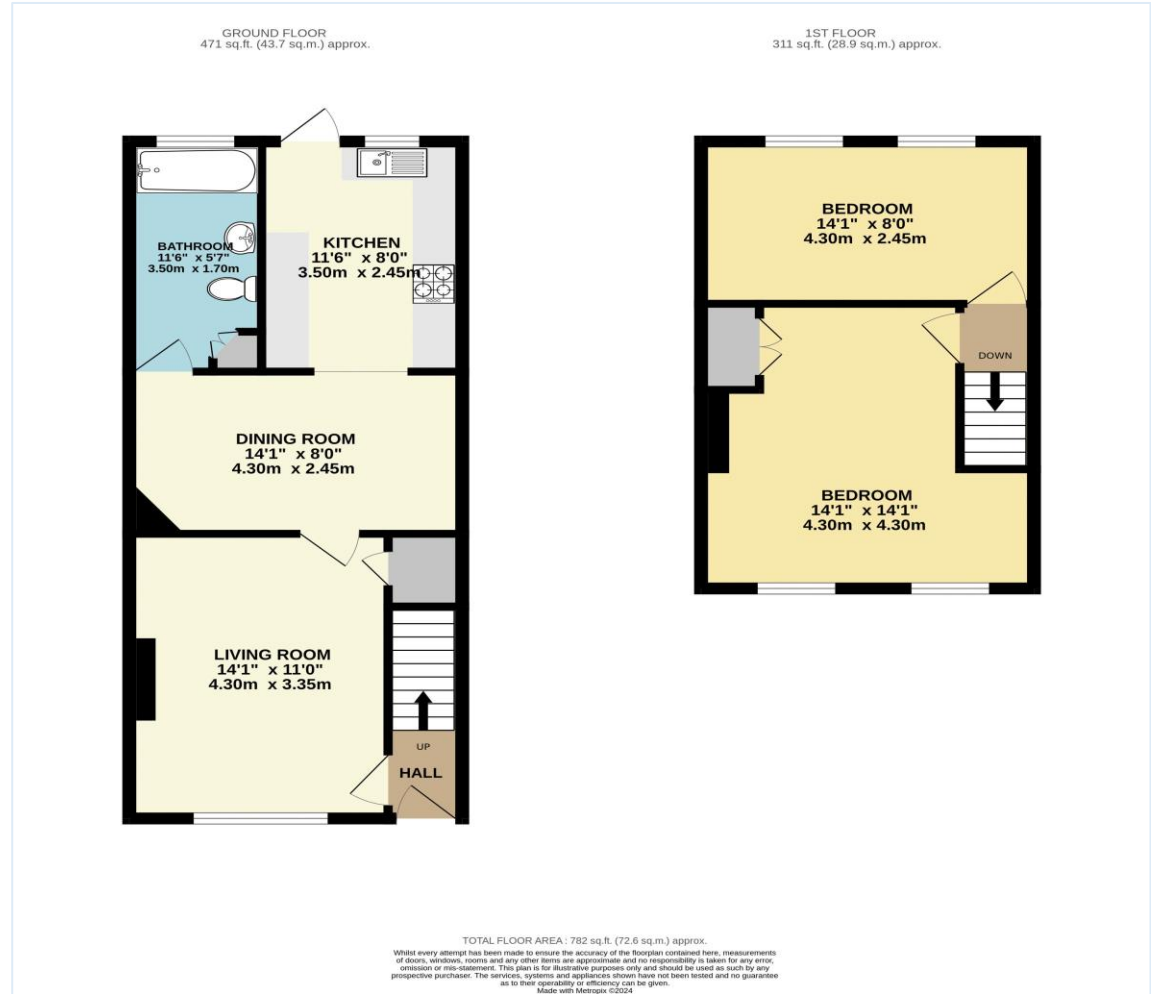 GROUND FLOOR
471 sq.ft. (43.7 sq.m.) approx.
1ST FLOOR
311 sq.ft. (28.9 sq.m.) approx.
BATHROOM
11'6" x 5'7"
3.50m x 1.70m
KITCHEN
11'6" x 8'0"
3.50m x 2.45m
DINING ROOM
14'1" x 8'0"
4.30m x 2.45m
LIVING ROOM
14'1" x 11'0"
4.30m x 3.35m
UP
HALL
BEDROOM
14'1" x 8'0"
4.30m x 2.45m
DOWN
BEDROOM
14'1" x 14'1"
4.30m x 4.30m
TOTAL FLOOR AREA : 782 sq.ft. (72.6 sq.m.) approx.
Whilst every attempt has been made to ensure the accuracy of the floorplan contained here, measurements
of doors, windows, rooms and any other items are approximate and no responsibility is taken for any error,
omission or mis-statement. This plan is for illustrative purposes only and should be used as such by any
prospective purchaser. The services, systems and appliances shown have not been tested and no guarantee
as to their operability or efficiency can be given.
Made with Metropix ©2024